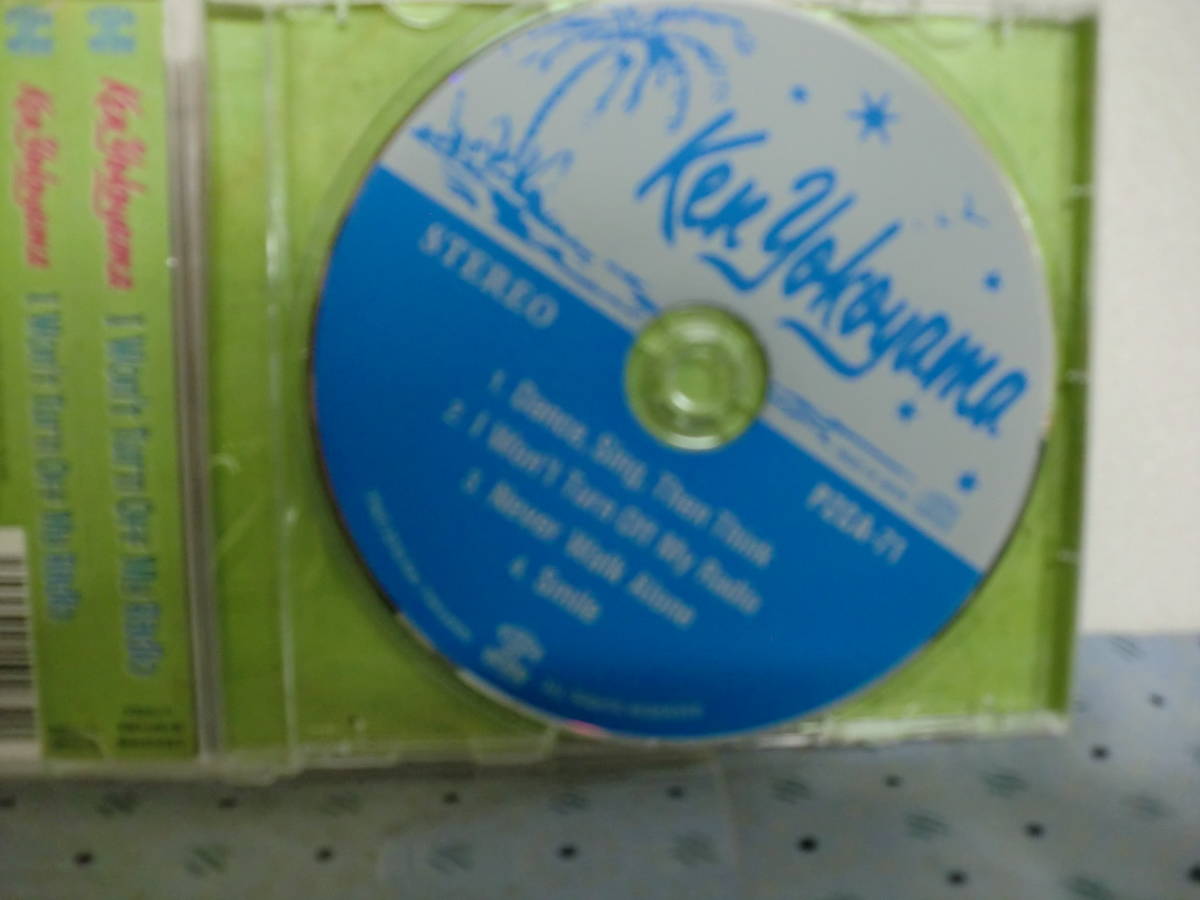 Ken Yokoyama
STEREO
PZCA-71
1. Dance, Sing, Then Think
2. I Won't Turn Off My Radio
3. Never Walk Alone
4. Smile
Ken Yokoyama I Won't Turn Off My Radio
Ken Yokoyama I Won't Turn Off My Radio